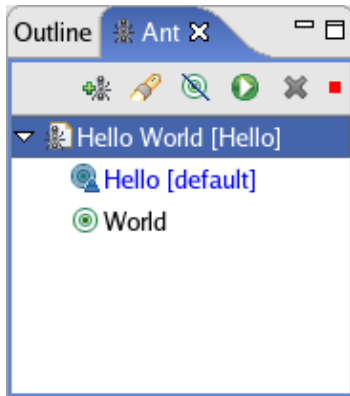 Outline Ant
Hello World [Hello]
Hello [default]
World